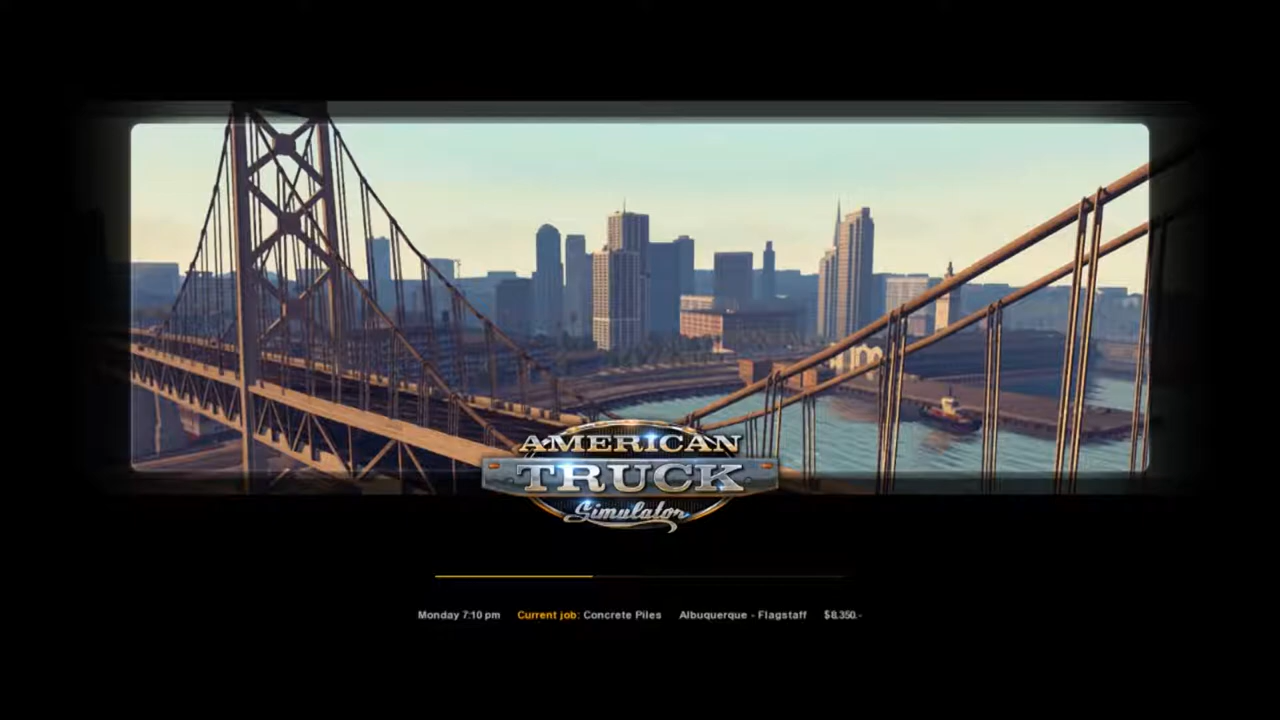 AMERICAN
TRUCK
Simulator
Monday 7:10 pm Current job: Concrete Piles Albuquerque - Flagstaff $8.350.-